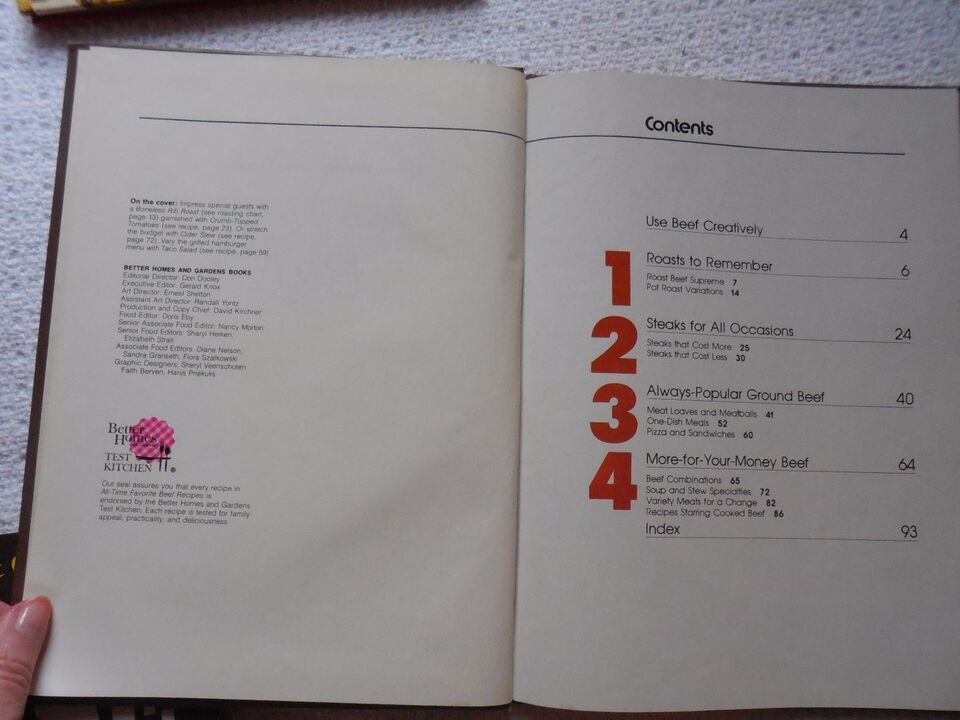 On the cover: Impress special guests with
a Boneless Rib Roast (see roasting chart,
page 13) garnished with Crumb-Topped
Tomatoes (see recipe, page 23). Or stretch
the budget with Cider Stew (see recipe,
page 72). Vary the grilled hamburger
menu with Taco Salad (see recipe, page 59)
BETTER HOMES AND GARDENS BOOKS
Editorial Director: Don Dooley
Executive Editor: Gerald Knox
Art Director: Ernest Shelton
Assistant Art Director: Randall Yontz
Production and Copy Chief: David Kirchner
Food Editor: Doris Eby
Senior Associate Food Editor: Nancy Morton
Senior Food Editors: Sharyl Heiken,
Elizabeth Strait
Associate Food Editors: Diane Nelson,
Sandra Granseth, Flora Szatkowski
Graphic Designers: Sheryl Veenschoten
Faith Berven, Harijs Priekulis
Better
Homes
TEST
KITCHEN ®
Our seal assures you that every recipe in
All-Time Favorite Beef Recipes is
endorsed by the Better Homes and Gardens
Test Kitchen. Each recipe is tested for family
appeal, practicality, and deliciousness.
Contents
Use Beef Creatively 4
1 Roasts to Remember 6
Roast Beef Supreme 7
Pot Roast Variations 14
2 Steaks for All Occasions 24
Steaks that Cost More 25
Steaks that Cost Less 30
3 Always-Popular Ground Beef 40
Meat Loaves and Meatballs 41
One-Dish Meals 52
Pizza and Sandwiches 60
4 More-for-Your-Money Beef 64
Beef Combinations 65
Soup and Stew Specialties 72
Variety Meats for a Change 82
Recipes Starring Cooked Beef 86
Index 93